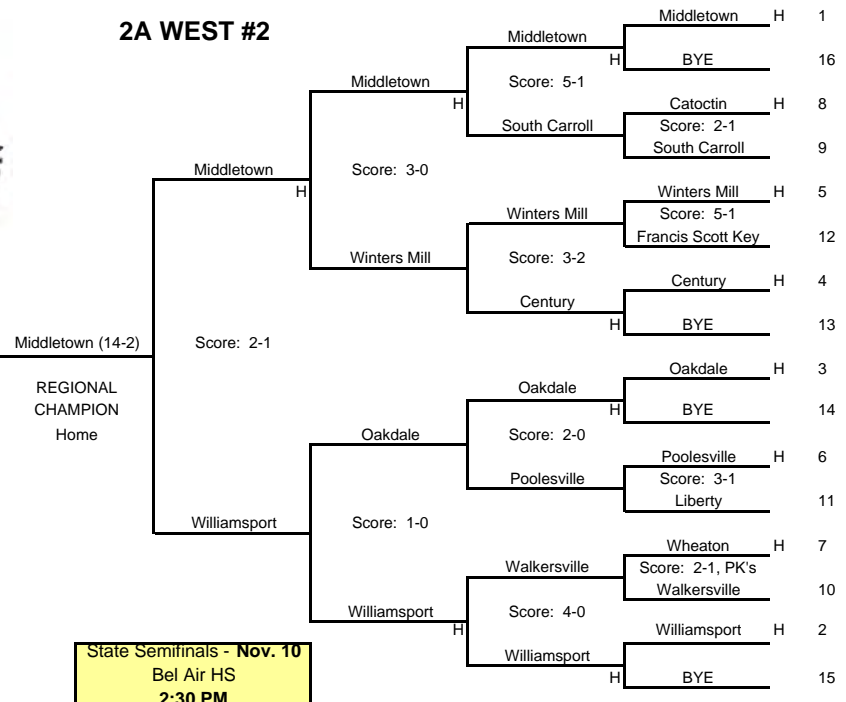 2A WEST #2
Middletown H 1
Middletown
H BYE 16
Middletown Score: 5-1
H Catoctin H 8
South Carroll Score: 2-1
South Carroll 9
Middletown Score: 3-0
H Winters Mill H 5
Winters Mill Score: 5-1
Francis Scott Key 12
Winters Mill Score: 3-2
Century H 4
Century
H BYE 13
Middletown (14-2) Score: 2-1
REGIONAL
CHAMPION
Home
Oakdale H 3
Oakdale
H BYE 14
Oakdale Score: 2-0
Poolesville H 6
Poolesville Score: 3-1
Liberty 11
Williamsport Score: 1-0
Wheaton H 7
Walkersville Score: 2-1, PK's
Walkersville 10
Williamsport Score: 4-0
H Williamsport H 2
Williamsport
H BYE 15
State Semifinals - Nov. 10
Bel Air HS
2:30 PM